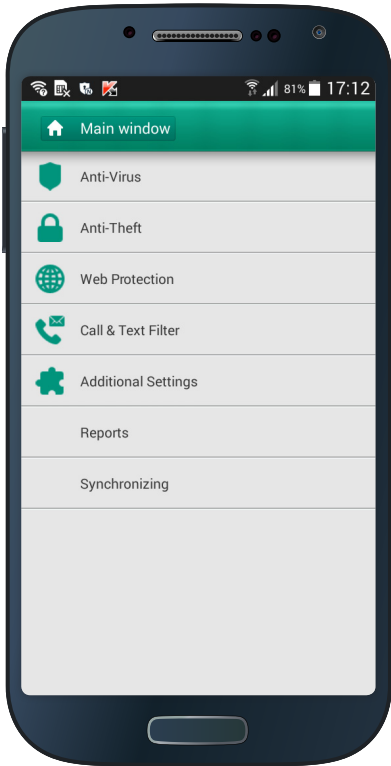 81% 17:12
Main window
Anti-Virus
Anti-Theft
Web Protection
Call & Text Filter
Additional Settings
Reports
Synchronizing